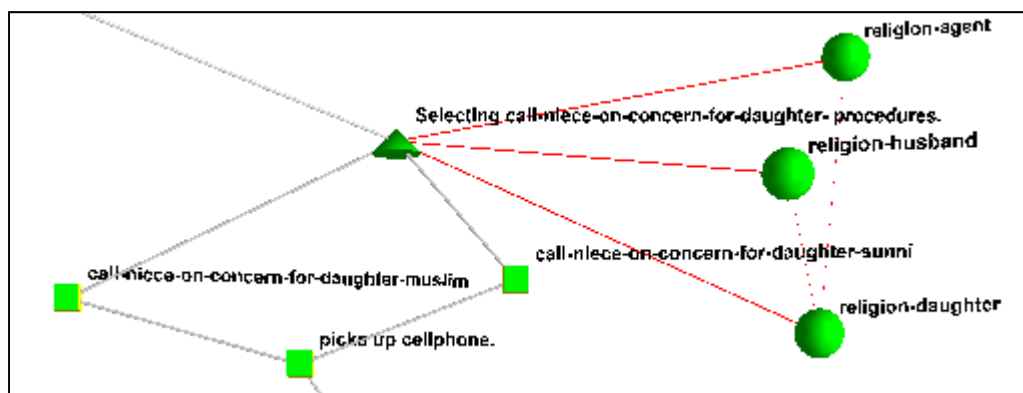 religion-agent
Selecting call-niece-on-concern-for-daughter- procedures.
religion-husband
call-niece-on-concern-for-daughter-sunni
call-niece-on-concern-for-daughter-muslim
religion-daughter
picks up cellphone.